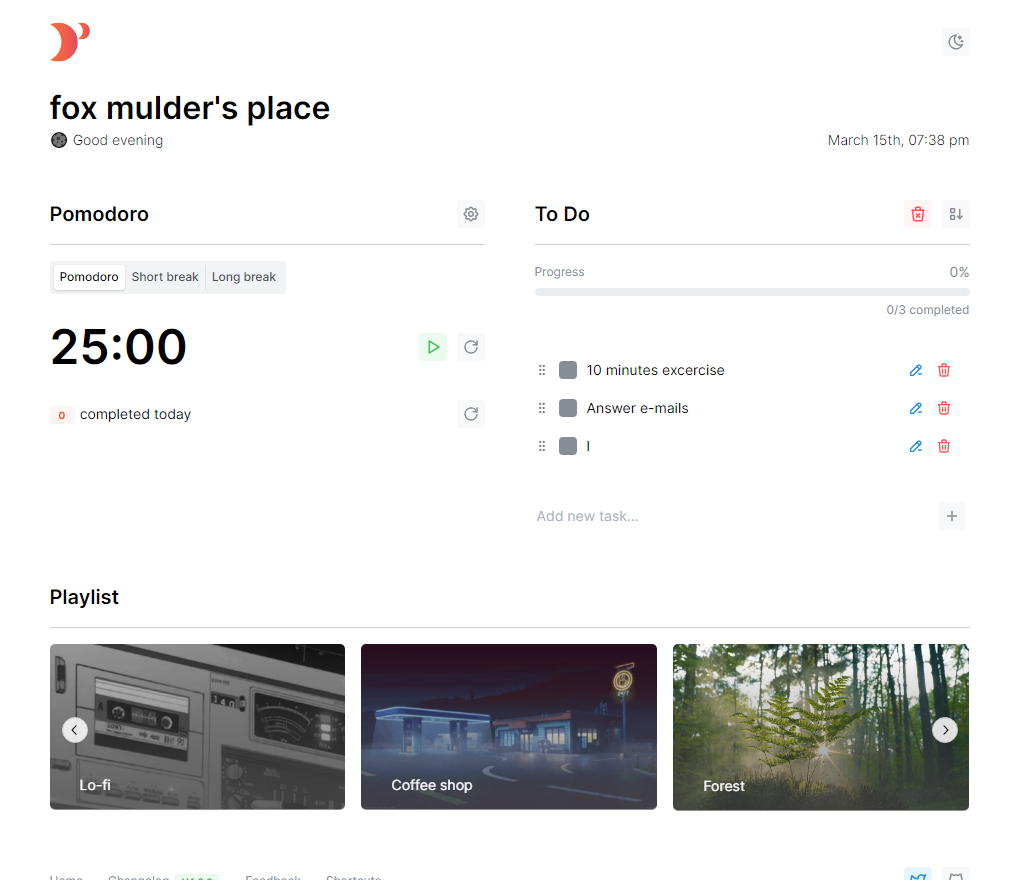 fox mulder's place
Good evening
March 15th, 07:38 pm
Pomodoro
To Do
Pomodoro Short break Long break
Progress
0%
0/3 completed
25:00
0 completed today
10 minutes excercise
Answer e-mails
I
Add new task...
Playlist
Lo-fi
Coffee shop
Forest
Home Changelog Feedback Shortcuts